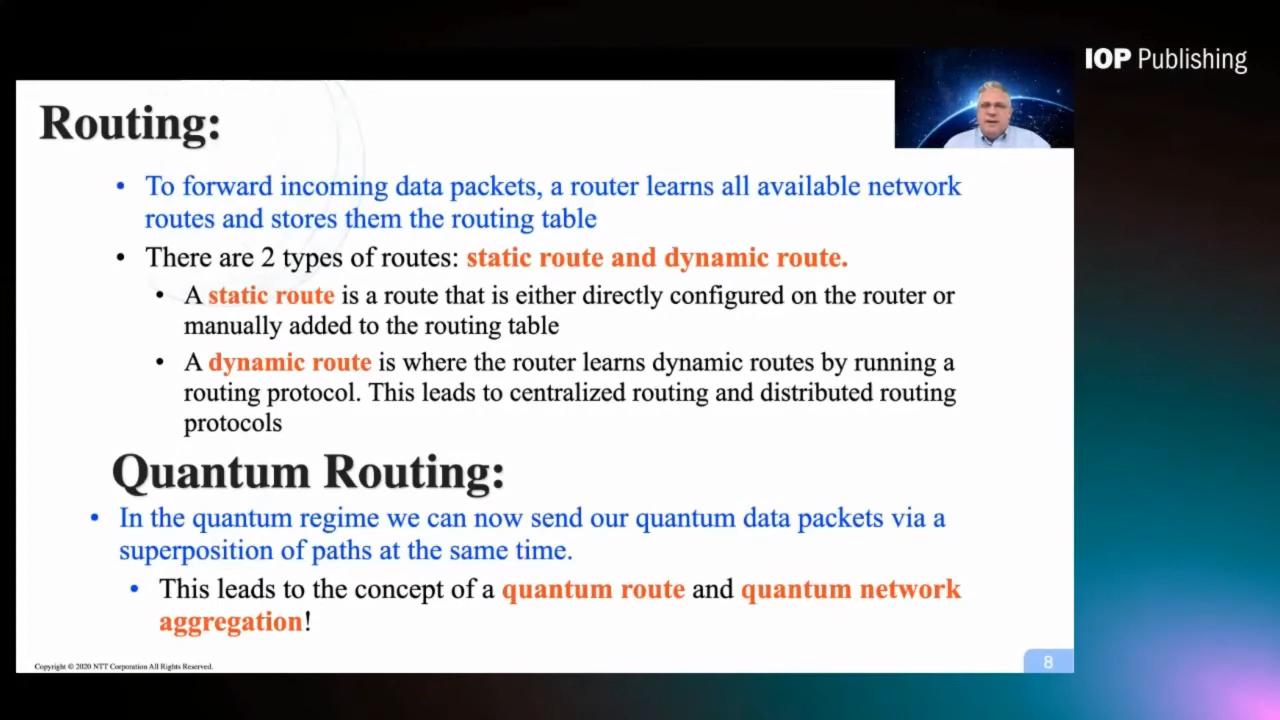 IOP Publishing
Routing:
• To forward incoming data packets, a router learns all available network
routes and stores them the routing table
• There are 2 types of routes: static route and dynamic route.
• A static route is a route that is either directly configured on the router or
manually added to the routing table
• A dynamic route is where the router learns dynamic routes by running a
routing protocol. This leads to centralized routing and distributed routing
protocols
Quantum Routing:
• In the quantum regime we can now send our quantum data packets via a
superposition of paths at the same time.
• This leads to the concept of a quantum route and quantum network
aggregation!
Copyright © 2020 NTT Corporation All Rights Reserved.
8